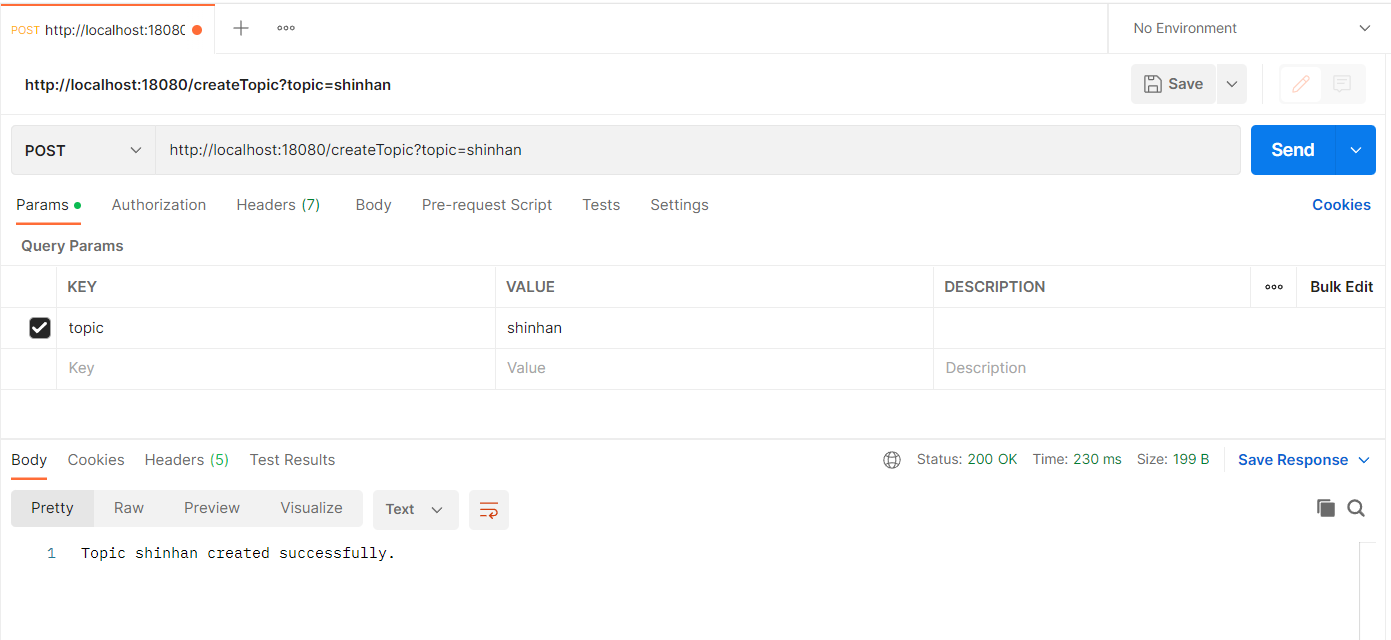 POST http://localhost:1808
No Environment
http://localhost:18080/createTopic?topic=shinhan
Save
POST
http://localhost:18080/createTopic?topic=shinhan
Send
Params Authorization Headers (7) Body Pre-request Script Tests Settings Cookies
Query Params
KEY VALUE DESCRIPTION Bulk Edit
topic shinhan
Key Value Description
Body Cookies Headers (5) Test Results Status: 200 OK Time: 230 ms Size: 199 B Save Response
Pretty Raw Preview Visualize Text
1 Topic shinhan created successfully.